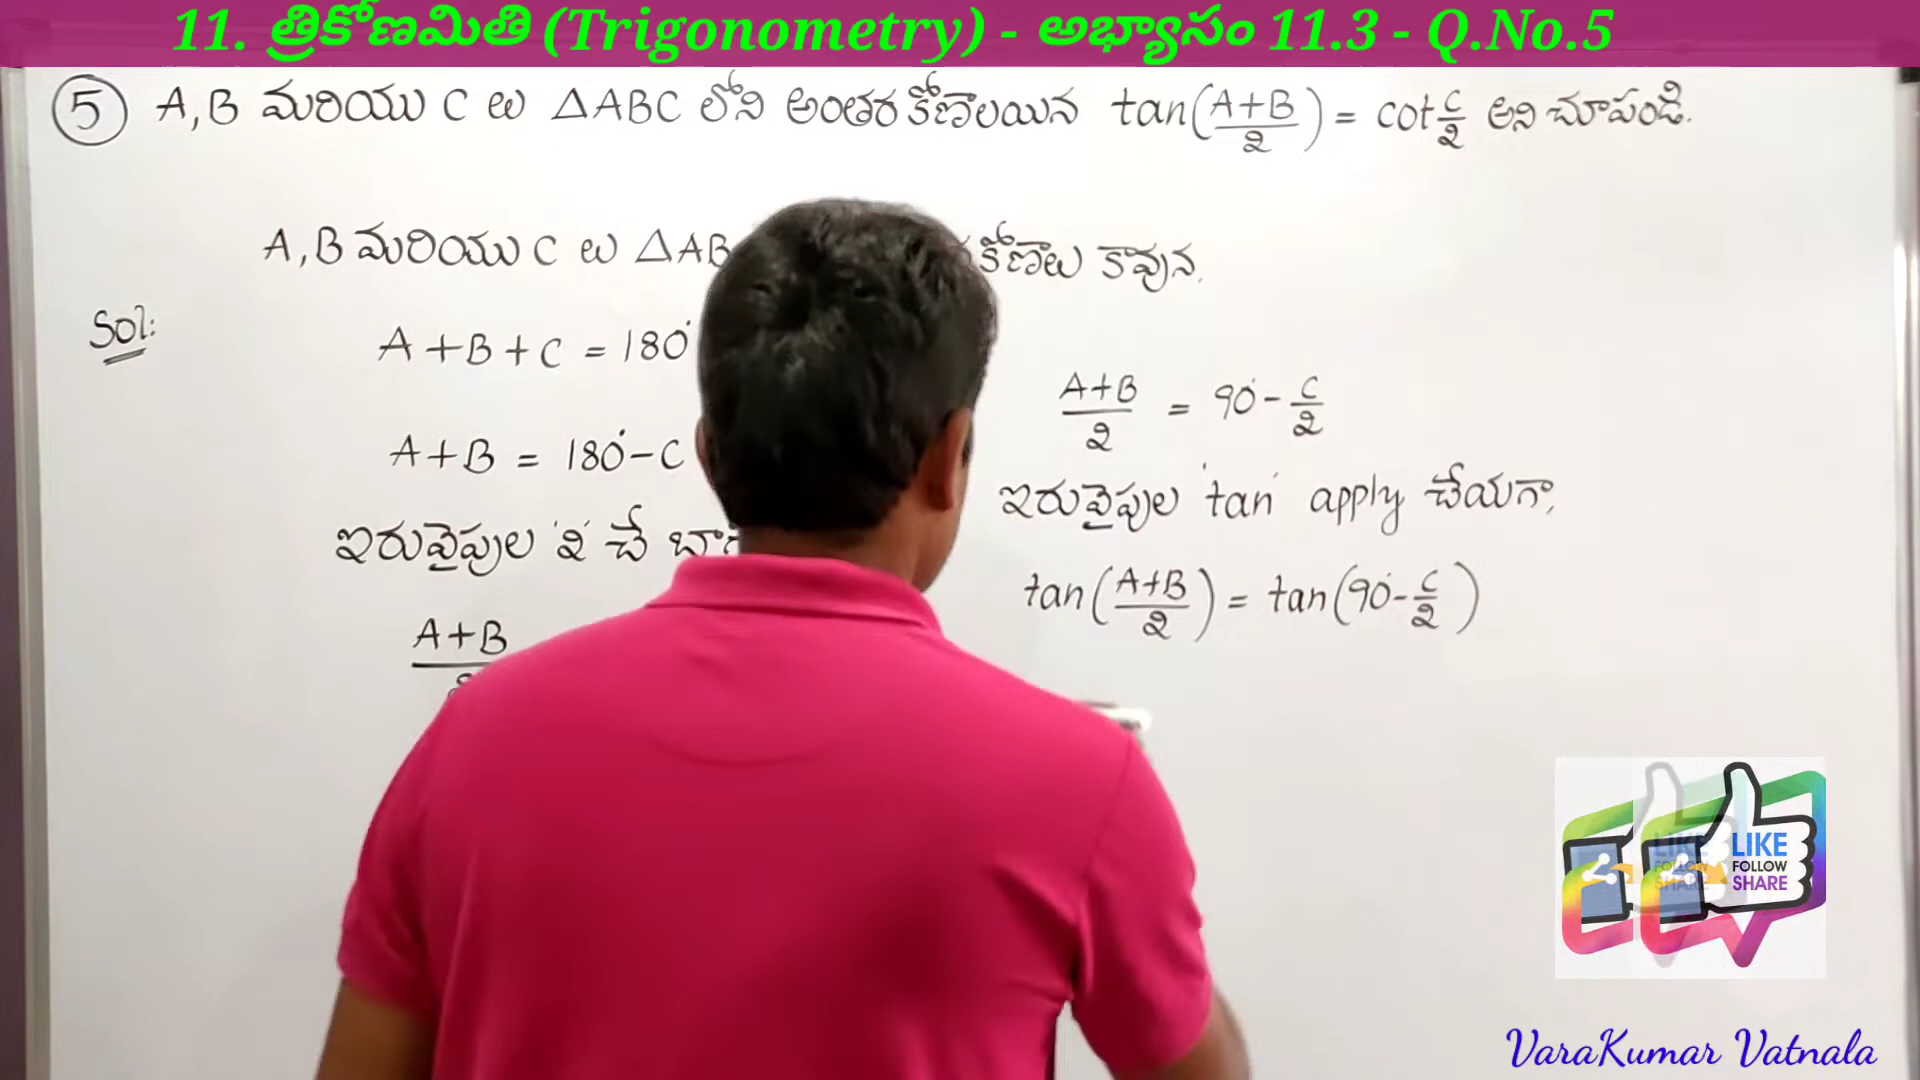 11. త్రికోణమితి (Trigonometry) - అభ్యాసం 11.3 - Q.No.5
5 A,B మరియు C లు △ABC లోని అంతర కోణాలయిన tan(A+B/2) = cot C/2 అని చూపండి.
A,B మరియు C లు △AB కోణాలు కావున,
Sol:
A+B+C = 180°
A+B = 180°-C
ఇరువైపుల '2' చే
A+B
A+B/2 = 90°- C/2
ఇరువైపుల 'tan' apply చేయగా,
tan(A+B/2) = tan(90°- C/2)
LIKE
FOLLOW
SHARE
VaraKumar Vatnala